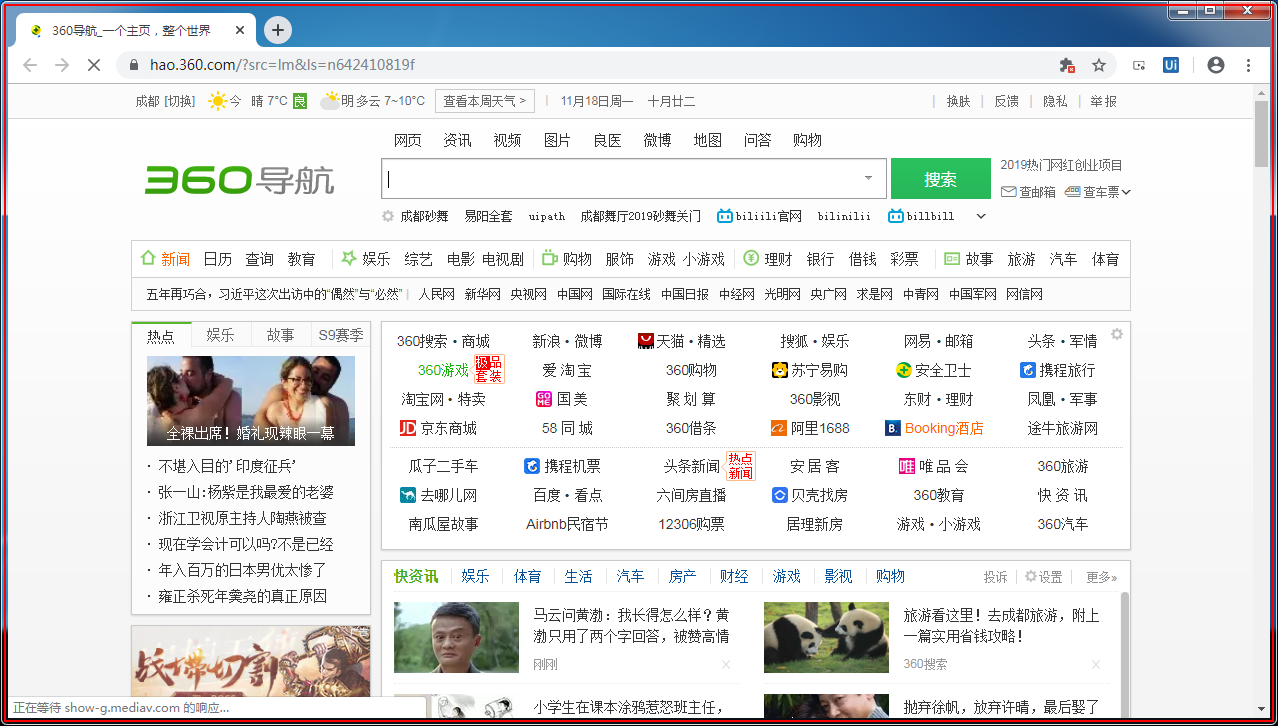 360导航_一个主页，整个世界
hao.360.com/?src=lm&ls=n642410819f
Ui
成都 [切换] 今 晴 7°C 良 明 多云 7~10°C 查看本周天气 > | 11月18日周一 十月廿二 | 换肤 | 反馈 | 隐私 | 举报
网页 资讯 视频 图片 良医 微博 地图 问答 购物
360导航
搜索
2019热门网红创业项目
查邮箱 查车票
成都砂舞 易阳全套 uipath 成都舞厅2019砂舞关门 biliili官网 bilinilii billbill
新闻 日历 查询 教育 娱乐 综艺 电影 电视剧 购物 服饰 游戏 小游戏 理财 银行 借钱 彩票 故事 旅游 汽车 体育
五年再巧合，习近平这次出访中的“偶然”与“必然” | 人民网 新华网 央视网 中国网 国际在线 中国日报 中经网 光明网 央广网 求是网 中青网 中国军网 网信网
热点 娱乐 故事 S9赛季
全裸出席！婚礼现辣眼一幕
· 不堪入目的'印度征兵'
· 张一山:杨紫是我最爱的老婆
· 浙江卫视原主持人陶燕被查
· 现在学会计可以吗?不是已经
· 年入百万的日本男优太惨了
· 雍正杀死年羹尧的真正原因
广告
战士带切割
360搜索 • 商城 新浪 • 微博 天猫 • 精选 搜狐 • 娱乐 网易 • 邮箱 头条 • 军情
360游戏 极品套装 爱淘宝 360购物 苏宁易购 安全卫士 携程旅行
淘宝网 • 特卖 GOME 国美 聚划算 360影视 东财 • 理财 凤凰 • 军事
JD 京东商城 58同城 360借条 阿里1688 B. Booking酒店 途牛旅游网
瓜子二手车 携程机票 头条新闻 热点新闻 安居客 唯 唯品会 360旅游
去哪儿网 百度 • 看点 六间房直播 贝壳找房 360教育 快资讯
南瓜屋故事 Airbnb民宿节 12306购票 居理新房 游戏 • 小游戏 360汽车
快资讯 娱乐 体育 生活 汽车 房产 财经 游戏 影视 购物 投诉 设置 更多»
马云问黄渤：我长得怎么样？黄
渤只用了两个字回答，被赞高情
刚刚
旅游看这里！去成都旅游，附上
一篇实用省钱攻略！
360搜索
小学生在课本涂鸦惹怒班主任，
抛弃徐帆，放弃许晴，最后娶了
正在等待 show-g.mediav.com 的响应...